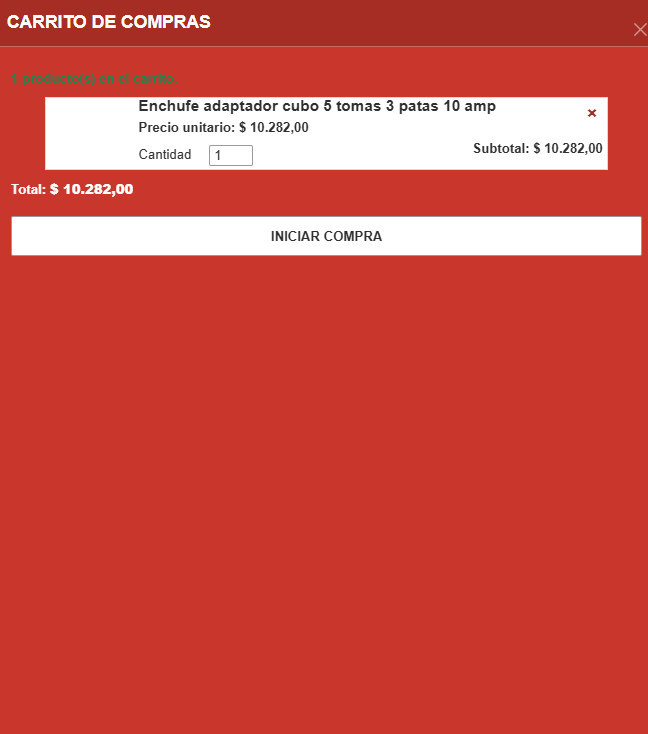 CARRITO DE COMPRAS
1 producto(s) en el carrito.
Enchufe adaptador cubo 5 tomas 3 patas 10 amp
Precio unitario: $ 10.282,00
Cantidad 1
Subtotal: $ 10.282,00
Total: $ 10.282,00
INICIAR COMPRA